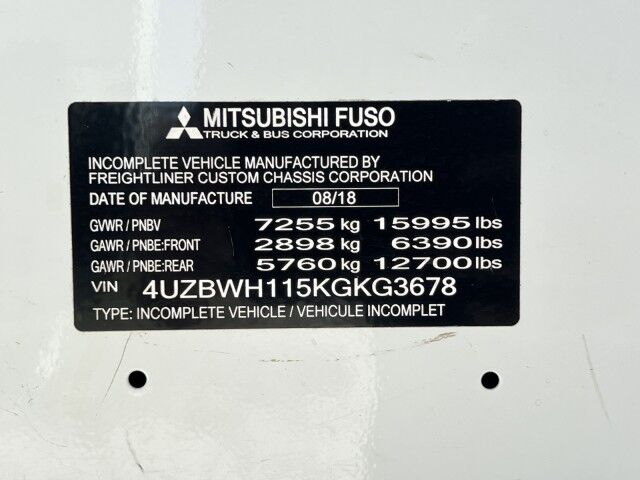 MITSUBISHI FUSO
TRUCK & BUS CORPORATION
INCOMPLETE VEHICLE MANUFACTURED BY
FREIGHTLINER CUSTOM CHASSIS CORPORATION
DATE OF MANUFACTURE 08/18
GVWR / PNBV 7255 kg 15995 lbs
GAWR / PNBE:FRONT 2898 kg 6390 lbs
GAWR / PNBE:REAR 5760 kg 12700 lbs
VIN 4UZBWH115KGKG3678
TYPE: INCOMPLETE VEHICLE / VEHICULE INCOMPLET